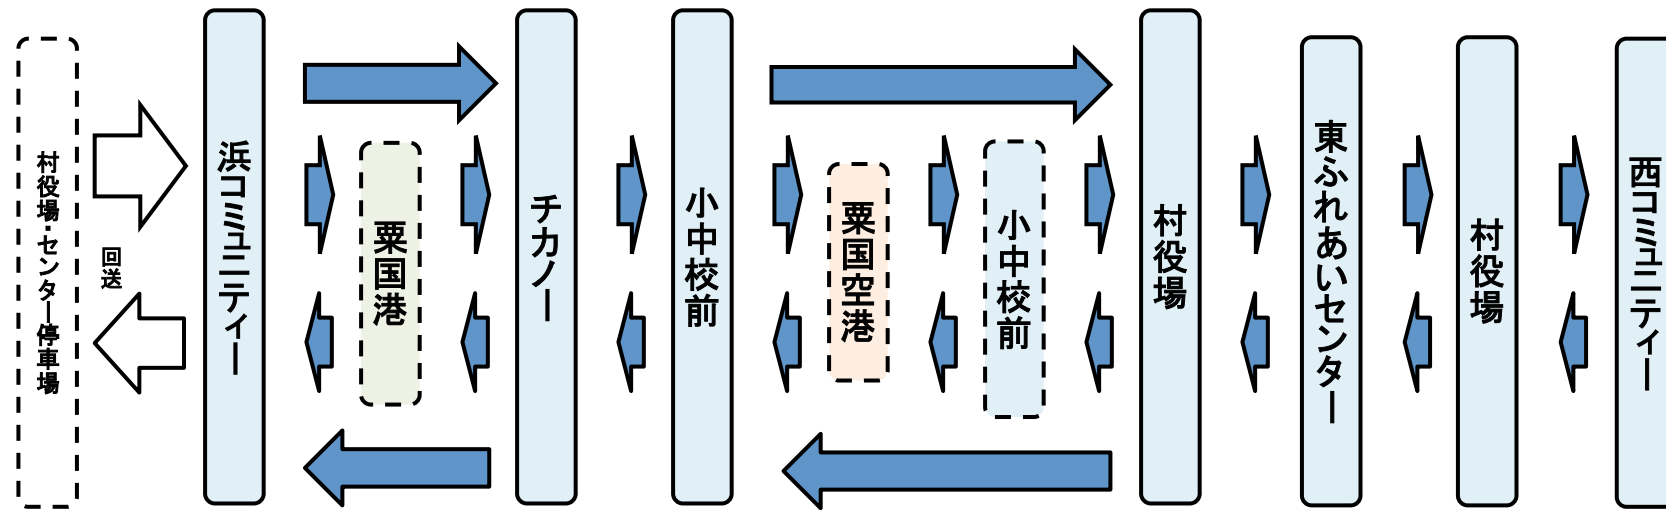 村役場・センター停車場
回送
浜コミュニティー
粟国港
チカノー
小中校前
粟国空港
小中校前
村役場
東ふれあいセンター
村役場
西コミュニティー